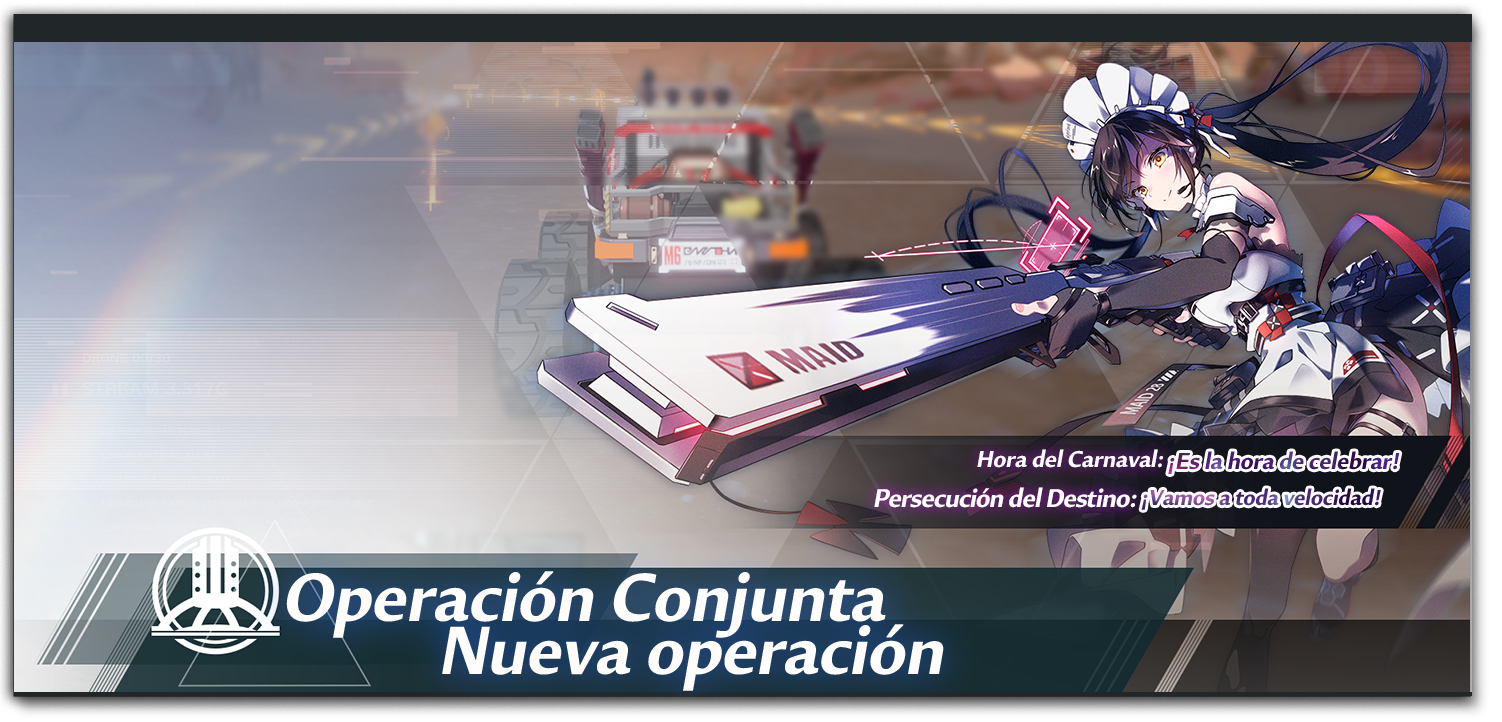 M6
MAID
MAID
Hora del Carnaval: ¡Es la hora de celebrar!
Persecución del Destino: ¡Vamos a toda velocidad!
Operación Conjunta
Nueva operación